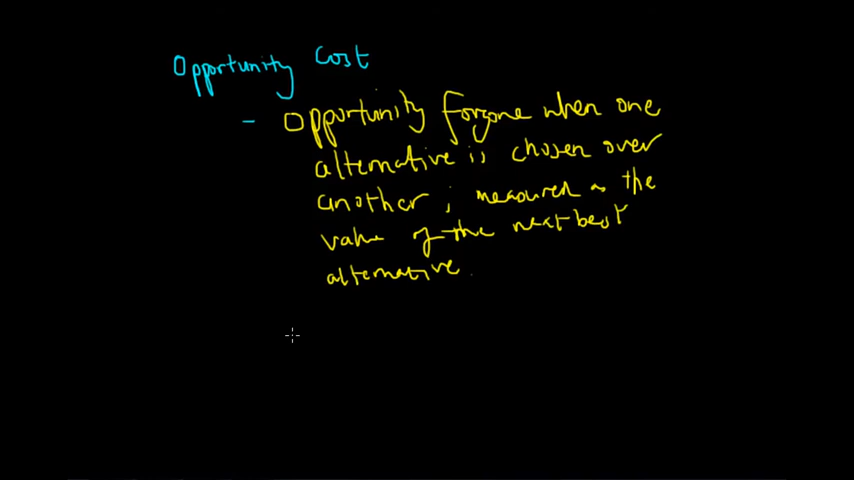 Opportunity Cost
- Opportunity forgone when one
alternative is chosen over
another ; measured as the
value of the next best
alternative.